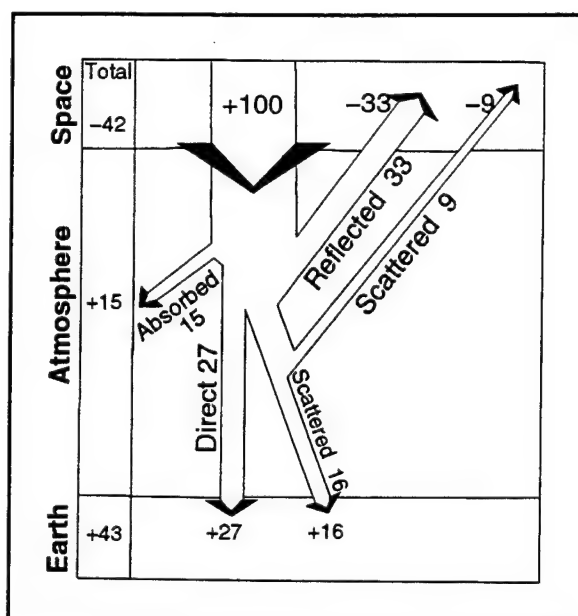 Space
Total
−42
+100
−33
−9
Atmosphere
+15
Absorbed
15
Direct 27
Reflected 33
Scattered 9
Scattered 16
Earth
+43
+27
+16